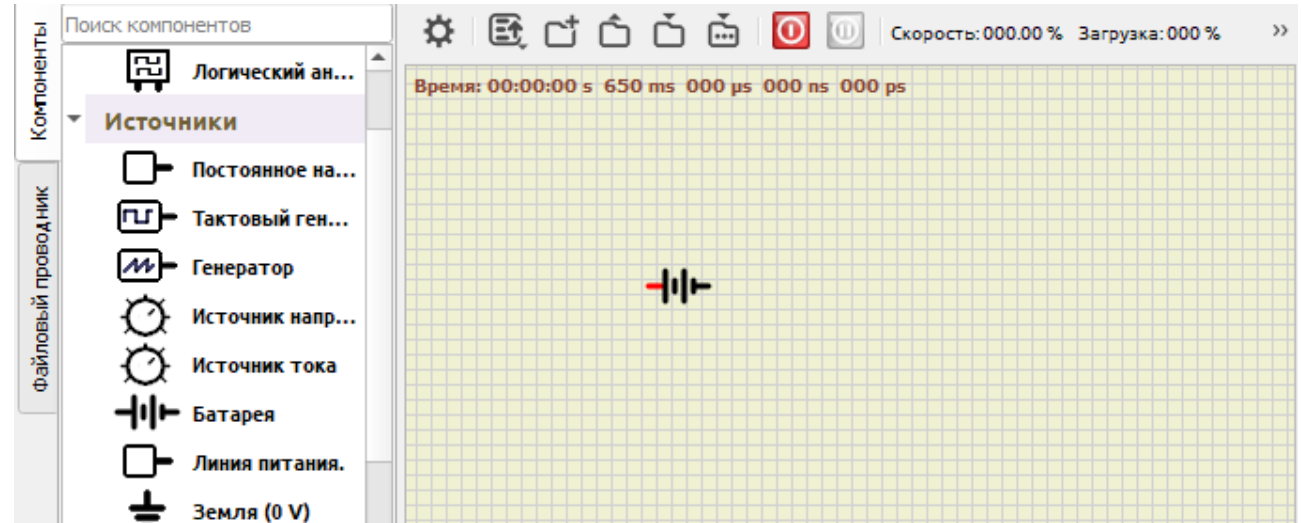 Компоненты
Файловый проводник
Поиск компонентов
Логический ан...
Источники
Постоянное на...
Тактовый ген...
Генератор
Источник напр...
Источник тока
Батарея
Линия питания.
Земля (0 V)
Скорость: 000.00 % Загрузка: 000 % »
Время: 00:00:00 s 650 ms 000 µs 000 ns 000 ps